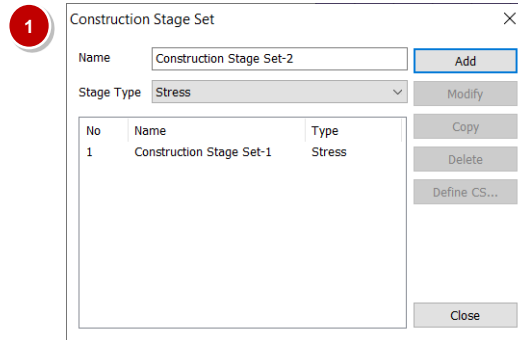 1
Construction Stage Set
Name Construction Stage Set-2 Add
Stage Type Stress Modify
No Name Type Copy
1 Construction Stage Set-1 Stress
Delete
Define CS...
Close